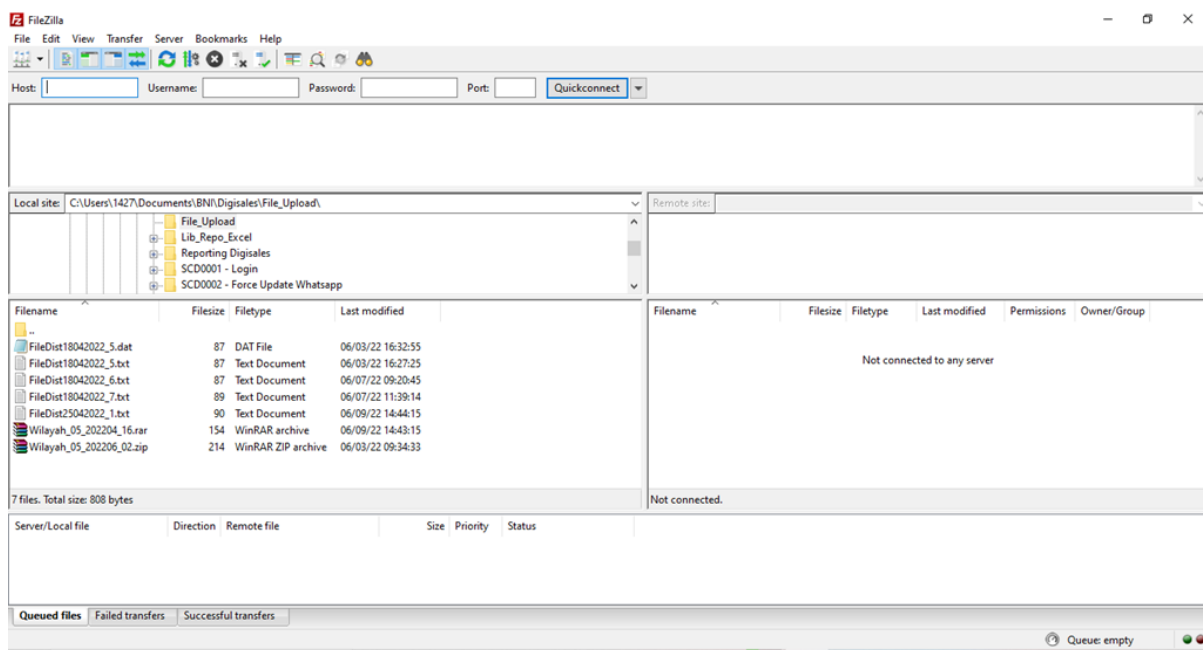 FileZilla
File Edit View Transfer Server Bookmarks Help
Host: Username: Password: Port: Quickconnect
Local site: C:\Users\1427\Documents\BNI\Digisales\File_Upload\
File_Upload
Lib_Repo_Excel
Reporting Digisales
SCD0001 - Login
SCD0002 - Force Update Whatsapp
Remote site:
Filename Filesize Filetype Last modified
..
FileDist18042022_5.dat 87 DAT File 06/03/22 16:32:55
FileDist18042022_5.txt 87 Text Document 06/03/22 16:27:25
FileDist18042022_6.txt 87 Text Document 06/07/22 09:20:45
FileDist18042022_7.txt 89 Text Document 06/07/22 11:39:14
FileDist25042022_1.txt 90 Text Document 06/09/22 14:44:15
Wilayah_05_202204_16.rar 154 WinRAR archive 06/09/22 14:43:15
Wilayah_05_202206_02.zip 214 WinRAR ZIP archive 06/03/22 09:34:33
7 files. Total size: 808 bytes
Filename Filesize Filetype Last modified Permissions Owner/Group
Not connected to any server
Not connected.
Server/Local file Direction Remote file Size Priority Status
Queued files Failed transfers Successful transfers
Queue: empty